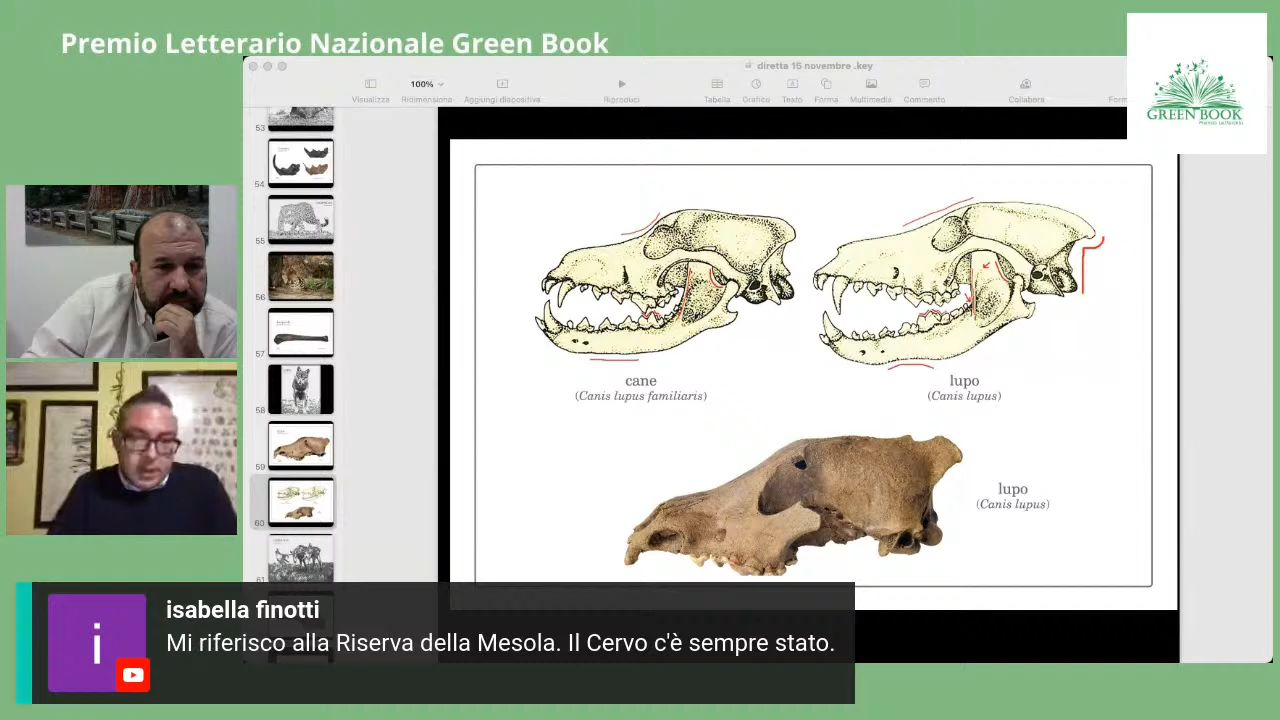 Premio Letterario Nazionale Green Book
diretta 15 novembre .key
100%
Visualizza
Ridimensiona
Aggiungi diapositiva
Riproduci
Tabella
Grafico
Testo
Forma
Multimedia
Commento
Collabora
GREEN BOOK
Premio Letterario
53
54
55
56
57
58
59
60
61
cane
(Canis lupus familiaris)
lupo
(Canis lupus)
lupo
(Canis lupus)
i
isabella finotti
Mi riferisco alla Riserva della Mesola. Il Cervo c'è sempre stato.